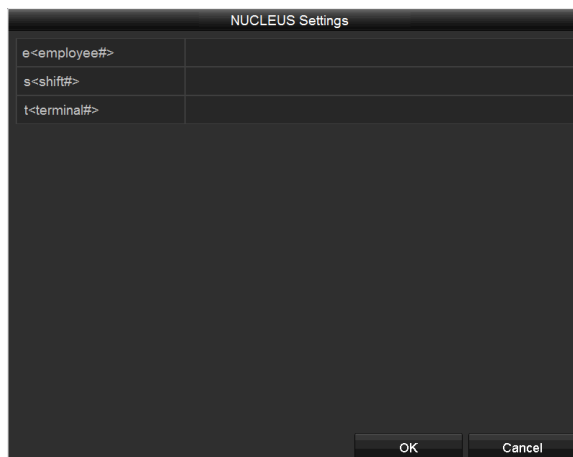 NUCLEUS Settings
e<employee#>
s<shift#>
t<terminal#>
OK Cancel